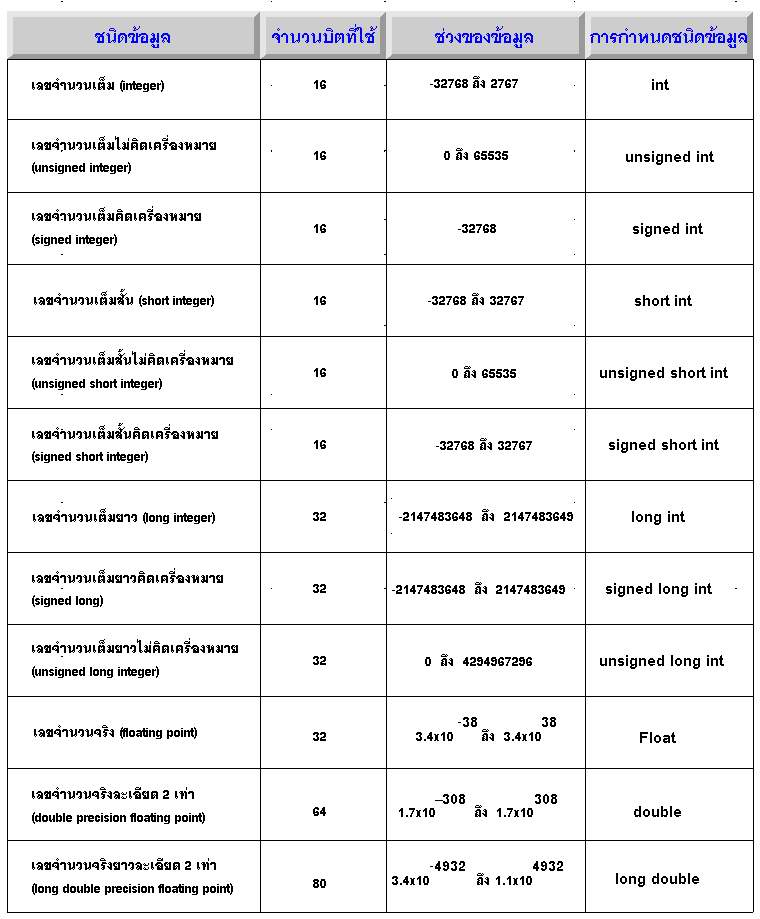 ชนิดข้อมูล จำนวนบิตที่ใช้ ช่วงของข้อมูล การกำหนดชนิดข้อมูล
เลขจำนวนเต็ม (integer) 16 -32768 ถึง 2767 int
เลขจำนวนเต็มไม่คิดเครื่องหมาย
(unsigned integer) 16 0 ถึง 65535 unsigned int
เลขจำนวนเต็มคิตเครื่องหมาย
(signed integer) 16 -32768 signed int
เลขจำนวนเต็มสั้น (short integer) 16 -32768 ถึง 32767 short int
เลขจำนวนเต็มสั้นไม่คิดเครื่องหมาย
(unsigned short integer) 16 0 ถึง 65535 unsigned short int
เลขจำนวนเต็มสั้นคิดเครื่องหมาย
(signed short integer) 16 -32768 ถึง 32767 signed short int
เลขจำนวนเต็มยาว (long integer) 32 -2147483648 ถึง 2147483649 long int
เลขจำนวนเต็มยาวคิดเครื่องหมาย
(signed long) 32 -2147483648 ถึง 2147483649 signed long int
เลขจำนวนเต็มยาวไม่คิดเครื่องหมาย
(unsigned long integer) 32 0 ถึง 4294967296 unsigned long int
เลขจำนวนจริง (floating point) 32 3.4x10-38 ถึง 3.4x1038 Float
เลขจำนวนจริงละเอียด 2 เท่า
(double precision floating point) 64 1.7x10–308 ถึง 1.7x10308 double
เลขจำนวนจริงยาวละเอียด 2 เท่า
(long double precision floating point) 80 3.4x10-4932 ถึง 1.1x104932 long double